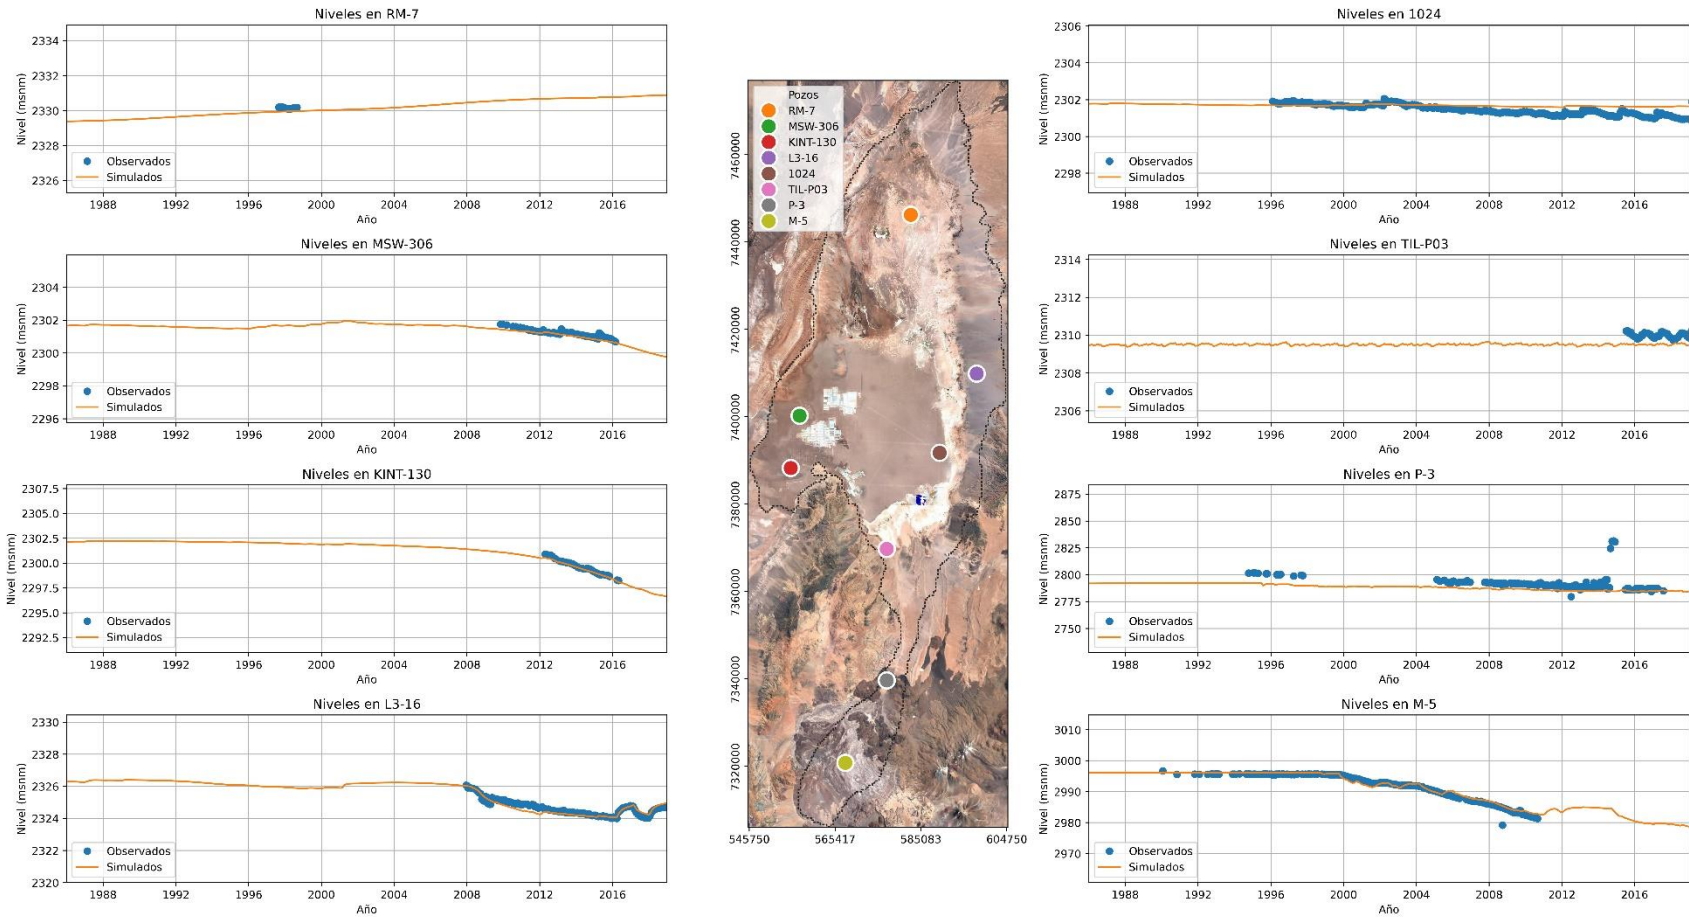 Niveles en RM-7
Nivel (msnm)
2334
2332
2330
2328
2326
Observados
Simulados
1988 1992 1996 2000 2004 2008 2012 2016
Año
Niveles en MSW-306
Nivel (msnm)
2304
2302
2300
2298
2296
Observados
Simulados
1988 1992 1996 2000 2004 2008 2012 2016
Año
Niveles en KINT-130
Nivel (msnm)
2307.5
2305.0
2302.5
2300.0
2297.5
2295.0
2292.5
Observados
Simulados
1988 1992 1996 2000 2004 2008 2012 2016
Año
Niveles en L3-16
Nivel (msnm)
2330
2328
2326
2324
2322
2320
Observados
Simulados
1988 1992 1996 2000 2004 2008 2012 2016
Año
Pozos
RM-7
MSW-306
KINT-130
L3-16
1024
TIL-P03
P-3
M-5
7460000
7440000
7420000
7400000
7380000
7360000
7340000
7320000
545750 565417 585083 604750
Niveles en 1024
Nivel (msnm)
2306
2304
2302
2300
2298
Observados
Simulados
1988 1992 1996 2000 2004 2008 2012 2016
Año
Niveles en TIL-P03
Nivel (msnm)
2314
2312
2310
2308
2306
Observados
Simulados
1988 1992 1996 2000 2004 2008 2012 2016
Año
Niveles en P-3
Nivel (msnm)
2875
2850
2825
2800
2775
2750
Observados
Simulados
1988 1992 1996 2000 2004 2008 2012 2016
Año
Niveles en M-5
Nivel (msnm)
3010
3000
2990
2980
2970
Observados
Simulados
1988 1992 1996 2000 2004 2008 2012 2016
Año